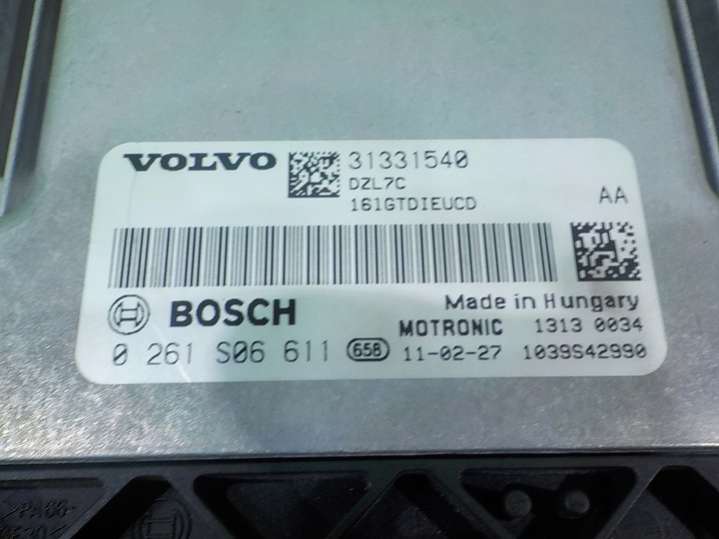 VOLVO 31331540
DZL7C
161GTDIEUCD AA
BOSCH Made in Hungary
MOTRONIC 1313 0034
0 261 S06 611 658 11-02-27 1039S42990